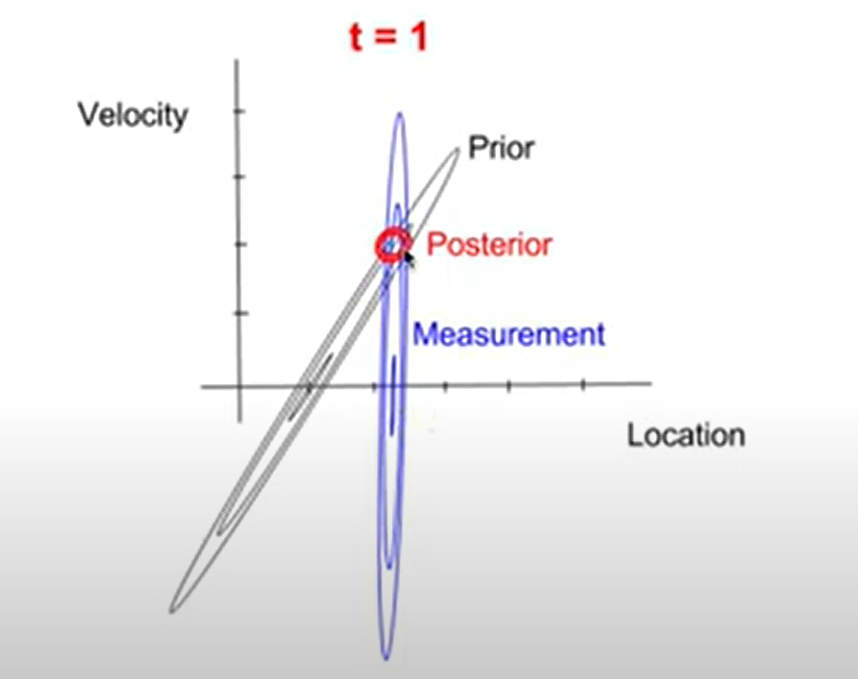 t = 1
Velocity
Prior
Posterior
Measurement
Location